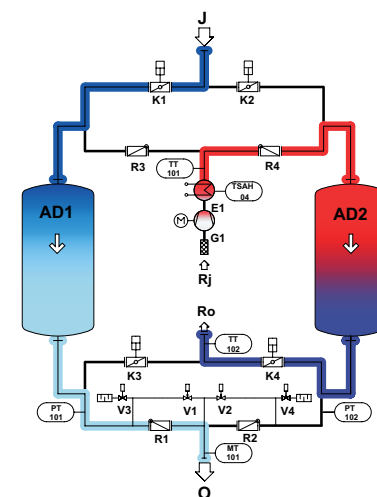 J
K1
K2
R3
TT
101
R4
TSAH
04
E1
M
G1
Rj
AD1
AD2
Ro
TT
102
K3
K4
V3
V1
V2
V4
PT
101
PT
102
R1
R2
MT
101
O